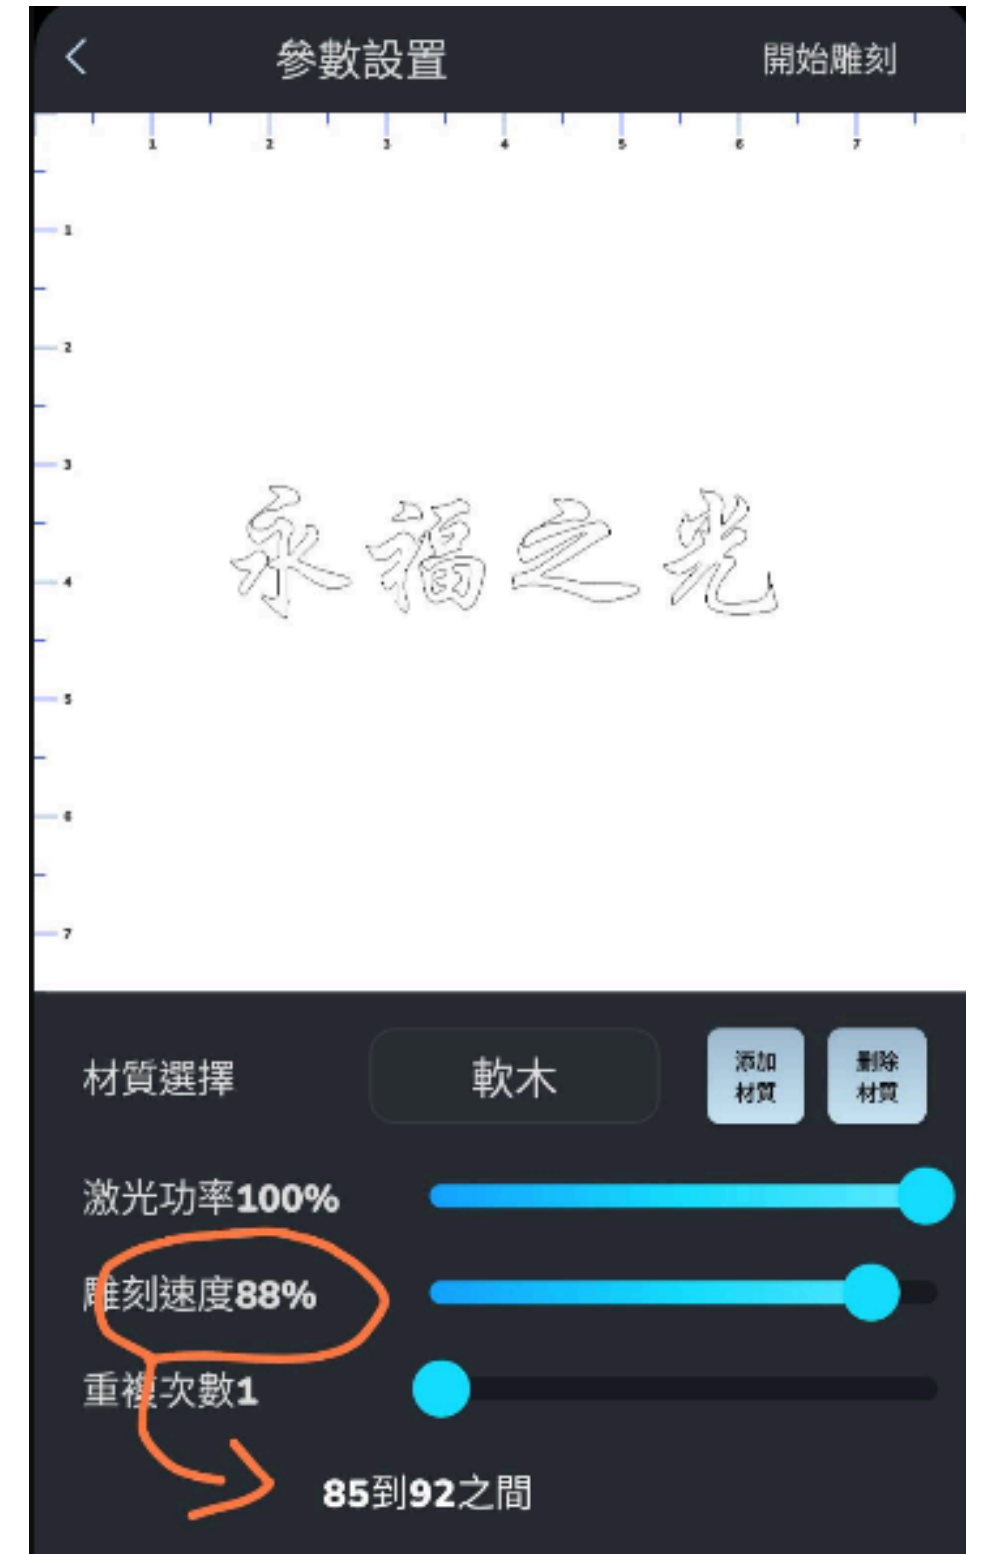 參數設置 開始雕刻
1 2 3 4 5 6 7
1
2
3
永福之光
4
5
6
7
材質選擇 軟木 添加材質 刪除材質
激光功率100%
雕刻速度88%
重複次數1
85到92之間